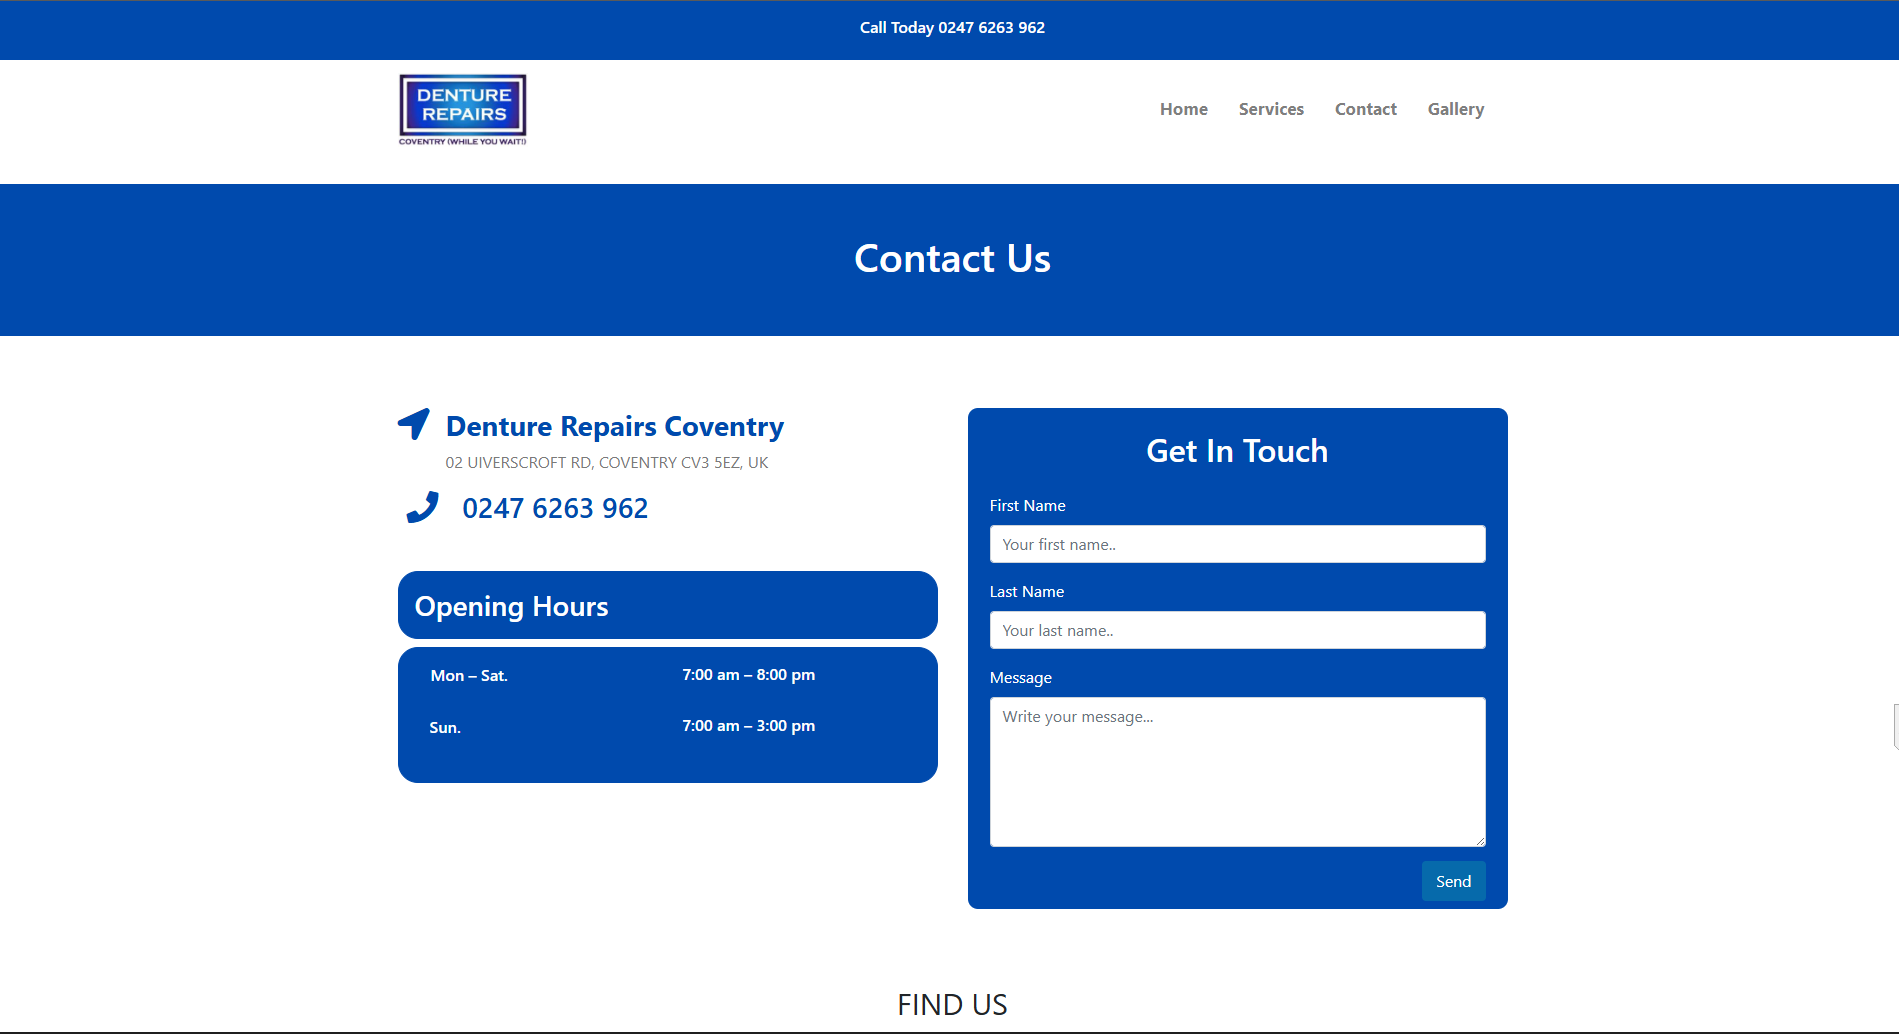 Call Today 0247 6263 962
DENTURE
REPAIRS
COVENTRY (WHILE YOU WAIT!)
Home Services Contact Gallery
Contact Us
Denture Repairs Coventry
02 UIVERSCROFT RD, COVENTRY CV3 5EZ, UK
0247 6263 962
Opening Hours
Mon – Sat. 7:00 am – 8:00 pm
Sun. 7:00 am – 3:00 pm
Get In Touch
First Name
Your first name..
Last Name
Your last name..
Message
Write your message...
Send
FIND US